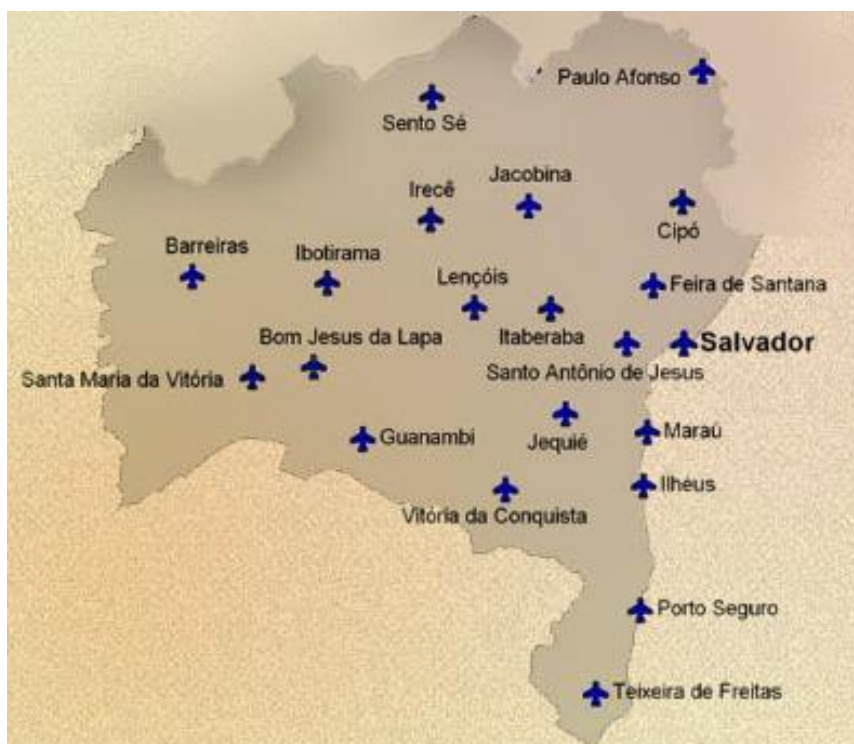 Paulo Afonso
Sento Sé
Jacobina
Irecê
Cipó
Barreiras
Ibotirama
Lençóis
Feira de Santana
Bom Jesus da Lapa
Itaberaba
Salvador
Santa Maria da Vitória
Santo Antônio de Jesus
Guanambi
Jequié
Maraú
Ilhéus
Vitória da Conquista
Porto Seguro
Teixeira de Freitas